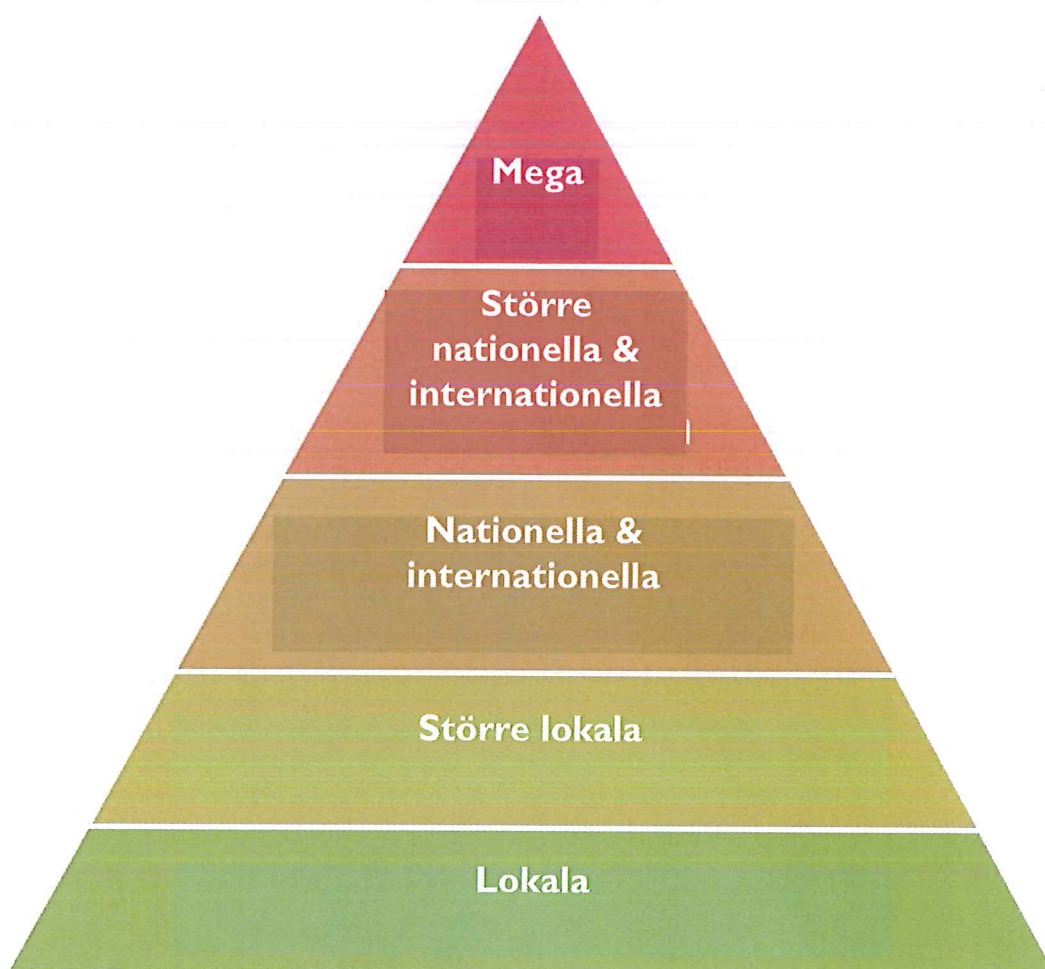 Mega
Större
nationella &
internationella
Nationella &
internationella
Större lokala
Lokala